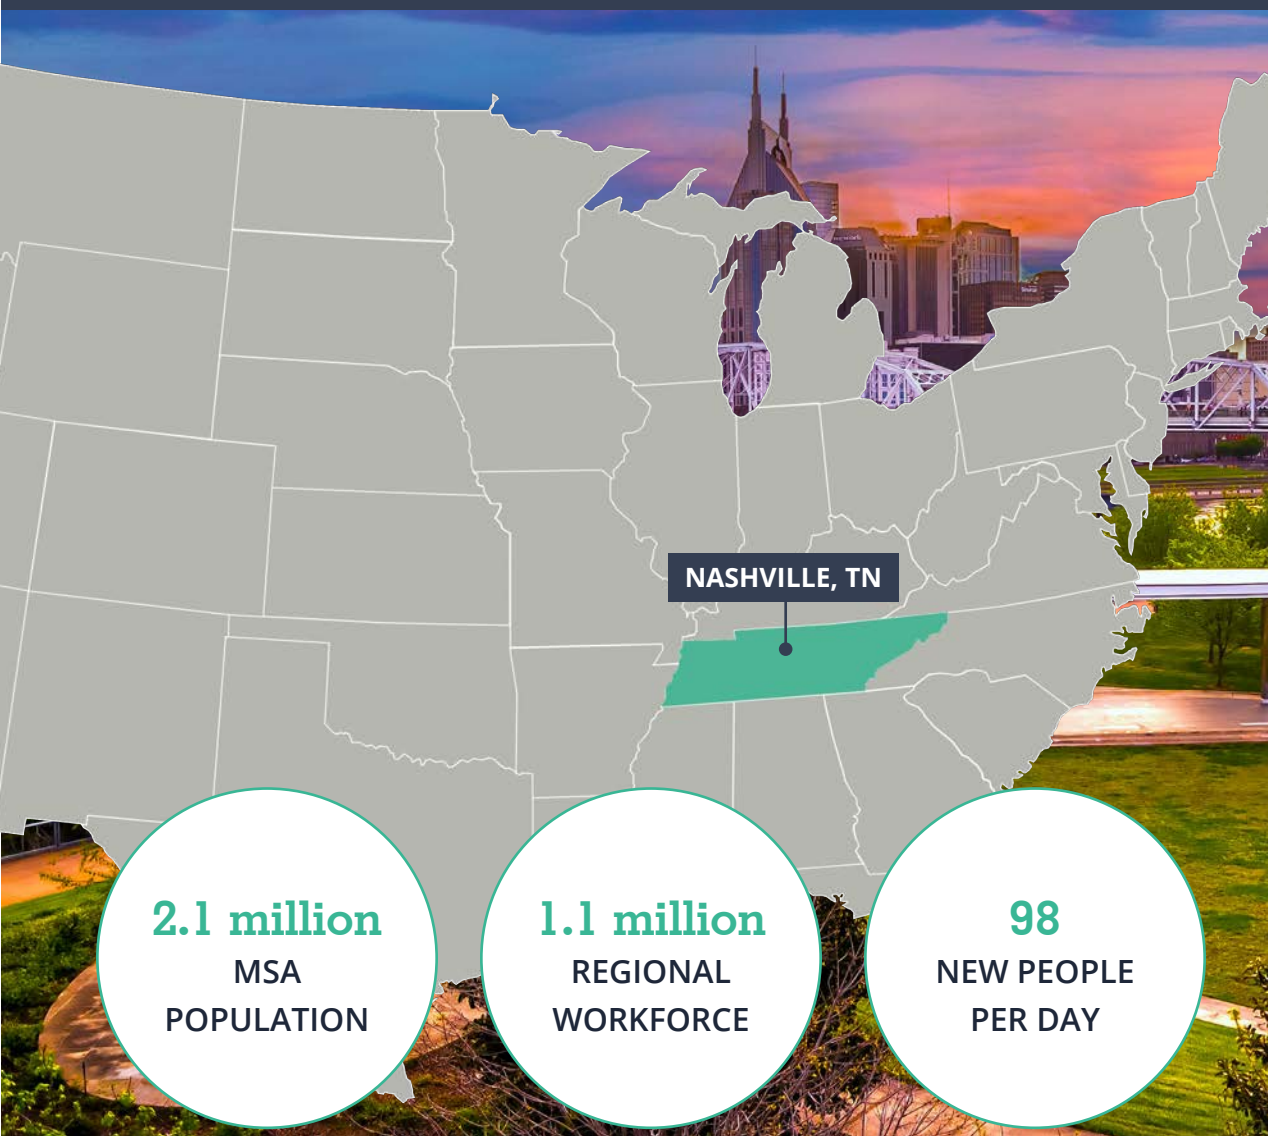 NASHVILLE, TN
2.1 million
MSA
POPULATION
1.1 million
REGIONAL
WORKFORCE
98
NEW PEOPLE
PER DAY